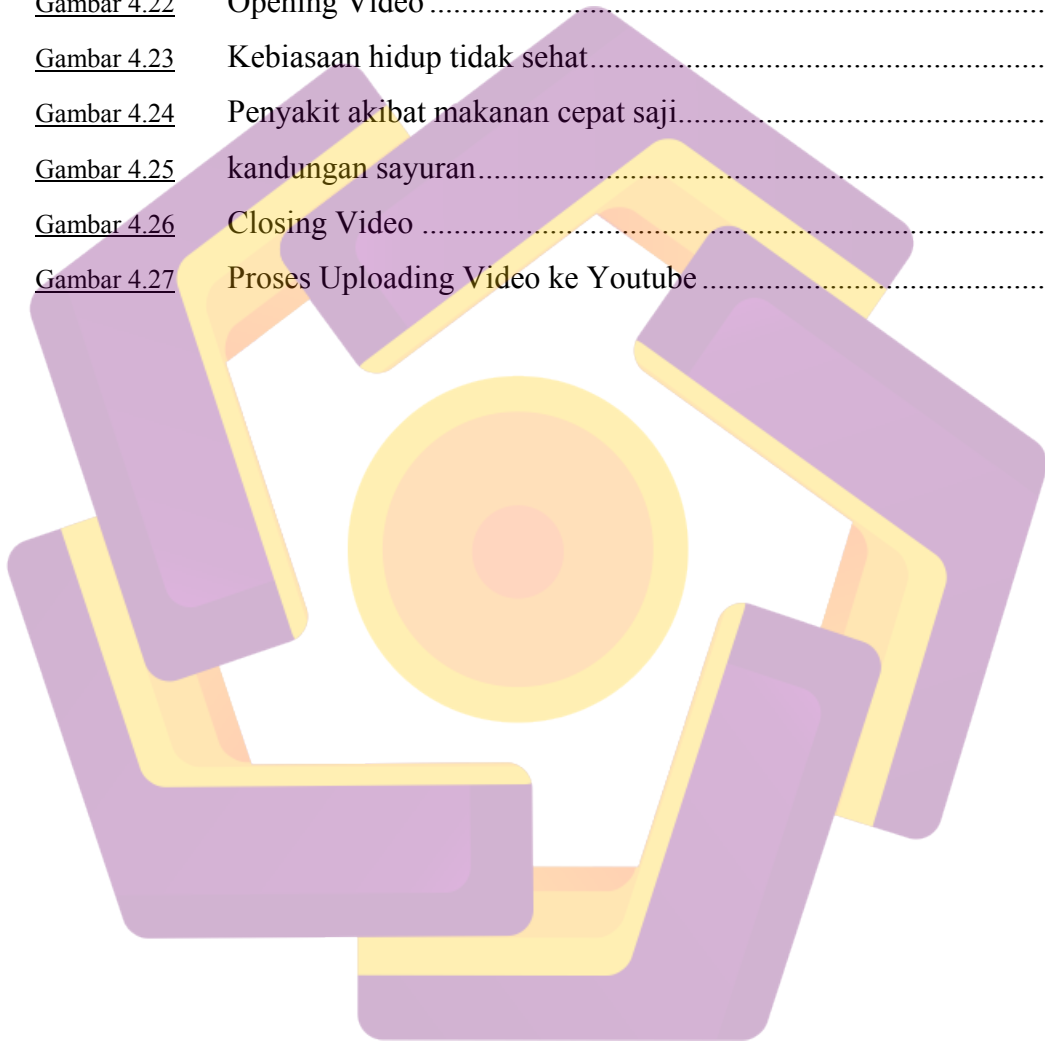 Gambar 4.22 Opening Video ................................................................................
Gambar 4.23 Kebiasaan hidup tidak sehat..........................................................
Gambar 4.24 Penyakit akibat makanan cepat saji..............................................
Gambar 4.25 kandungan sayuran.........................................................................
Gambar 4.26 Closing Video ................................................................................
Gambar 4.27 Proses Uploading Video ke Youtube ............................................